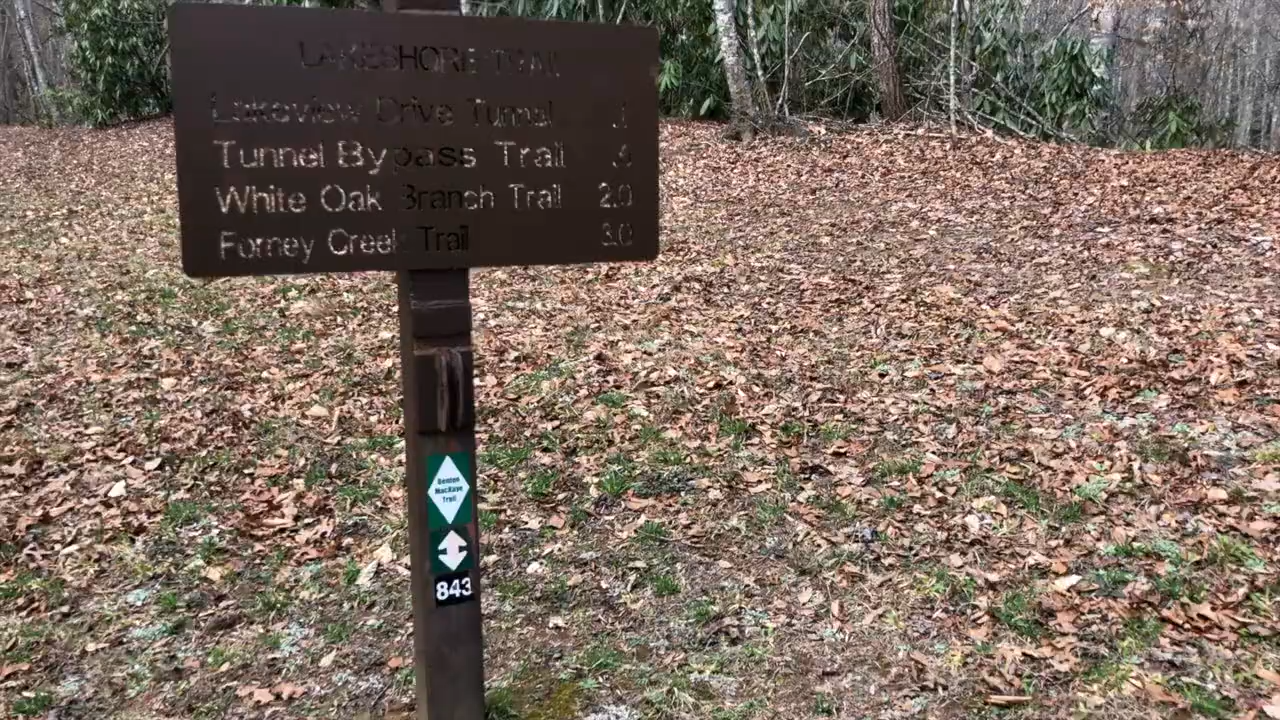 LAKESHORE TRAIL
Lakeview Drive Tunnel .1
Tunnel Bypass Trail
White Oak Branch Trail 2.0
Forney Creek Trail 3.0
Benton
MacKaye
Trail
843